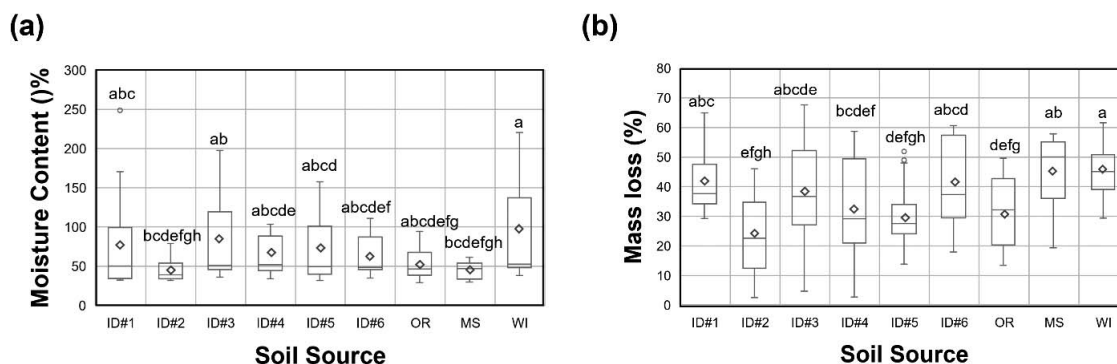 (a)
Moisture Content ()%
300
250
200
150
100
50
0
abc
bcdefgh
ab
abcde
abcd
abcdef
abcdefg
bcdefgh
a
ID#1 ID#2 ID#3 ID#4 ID#5 ID#6 OR MS WI
Soil Source
(b)
Mass loss (%)
80
70
60
50
40
30
20
10
0
abc
efgh
abcde
bcdef
defgh
abcd
defg
ab
a
ID#1 ID#2 ID#3 ID#4 ID#5 ID#6 OR MS WI
Soil Source